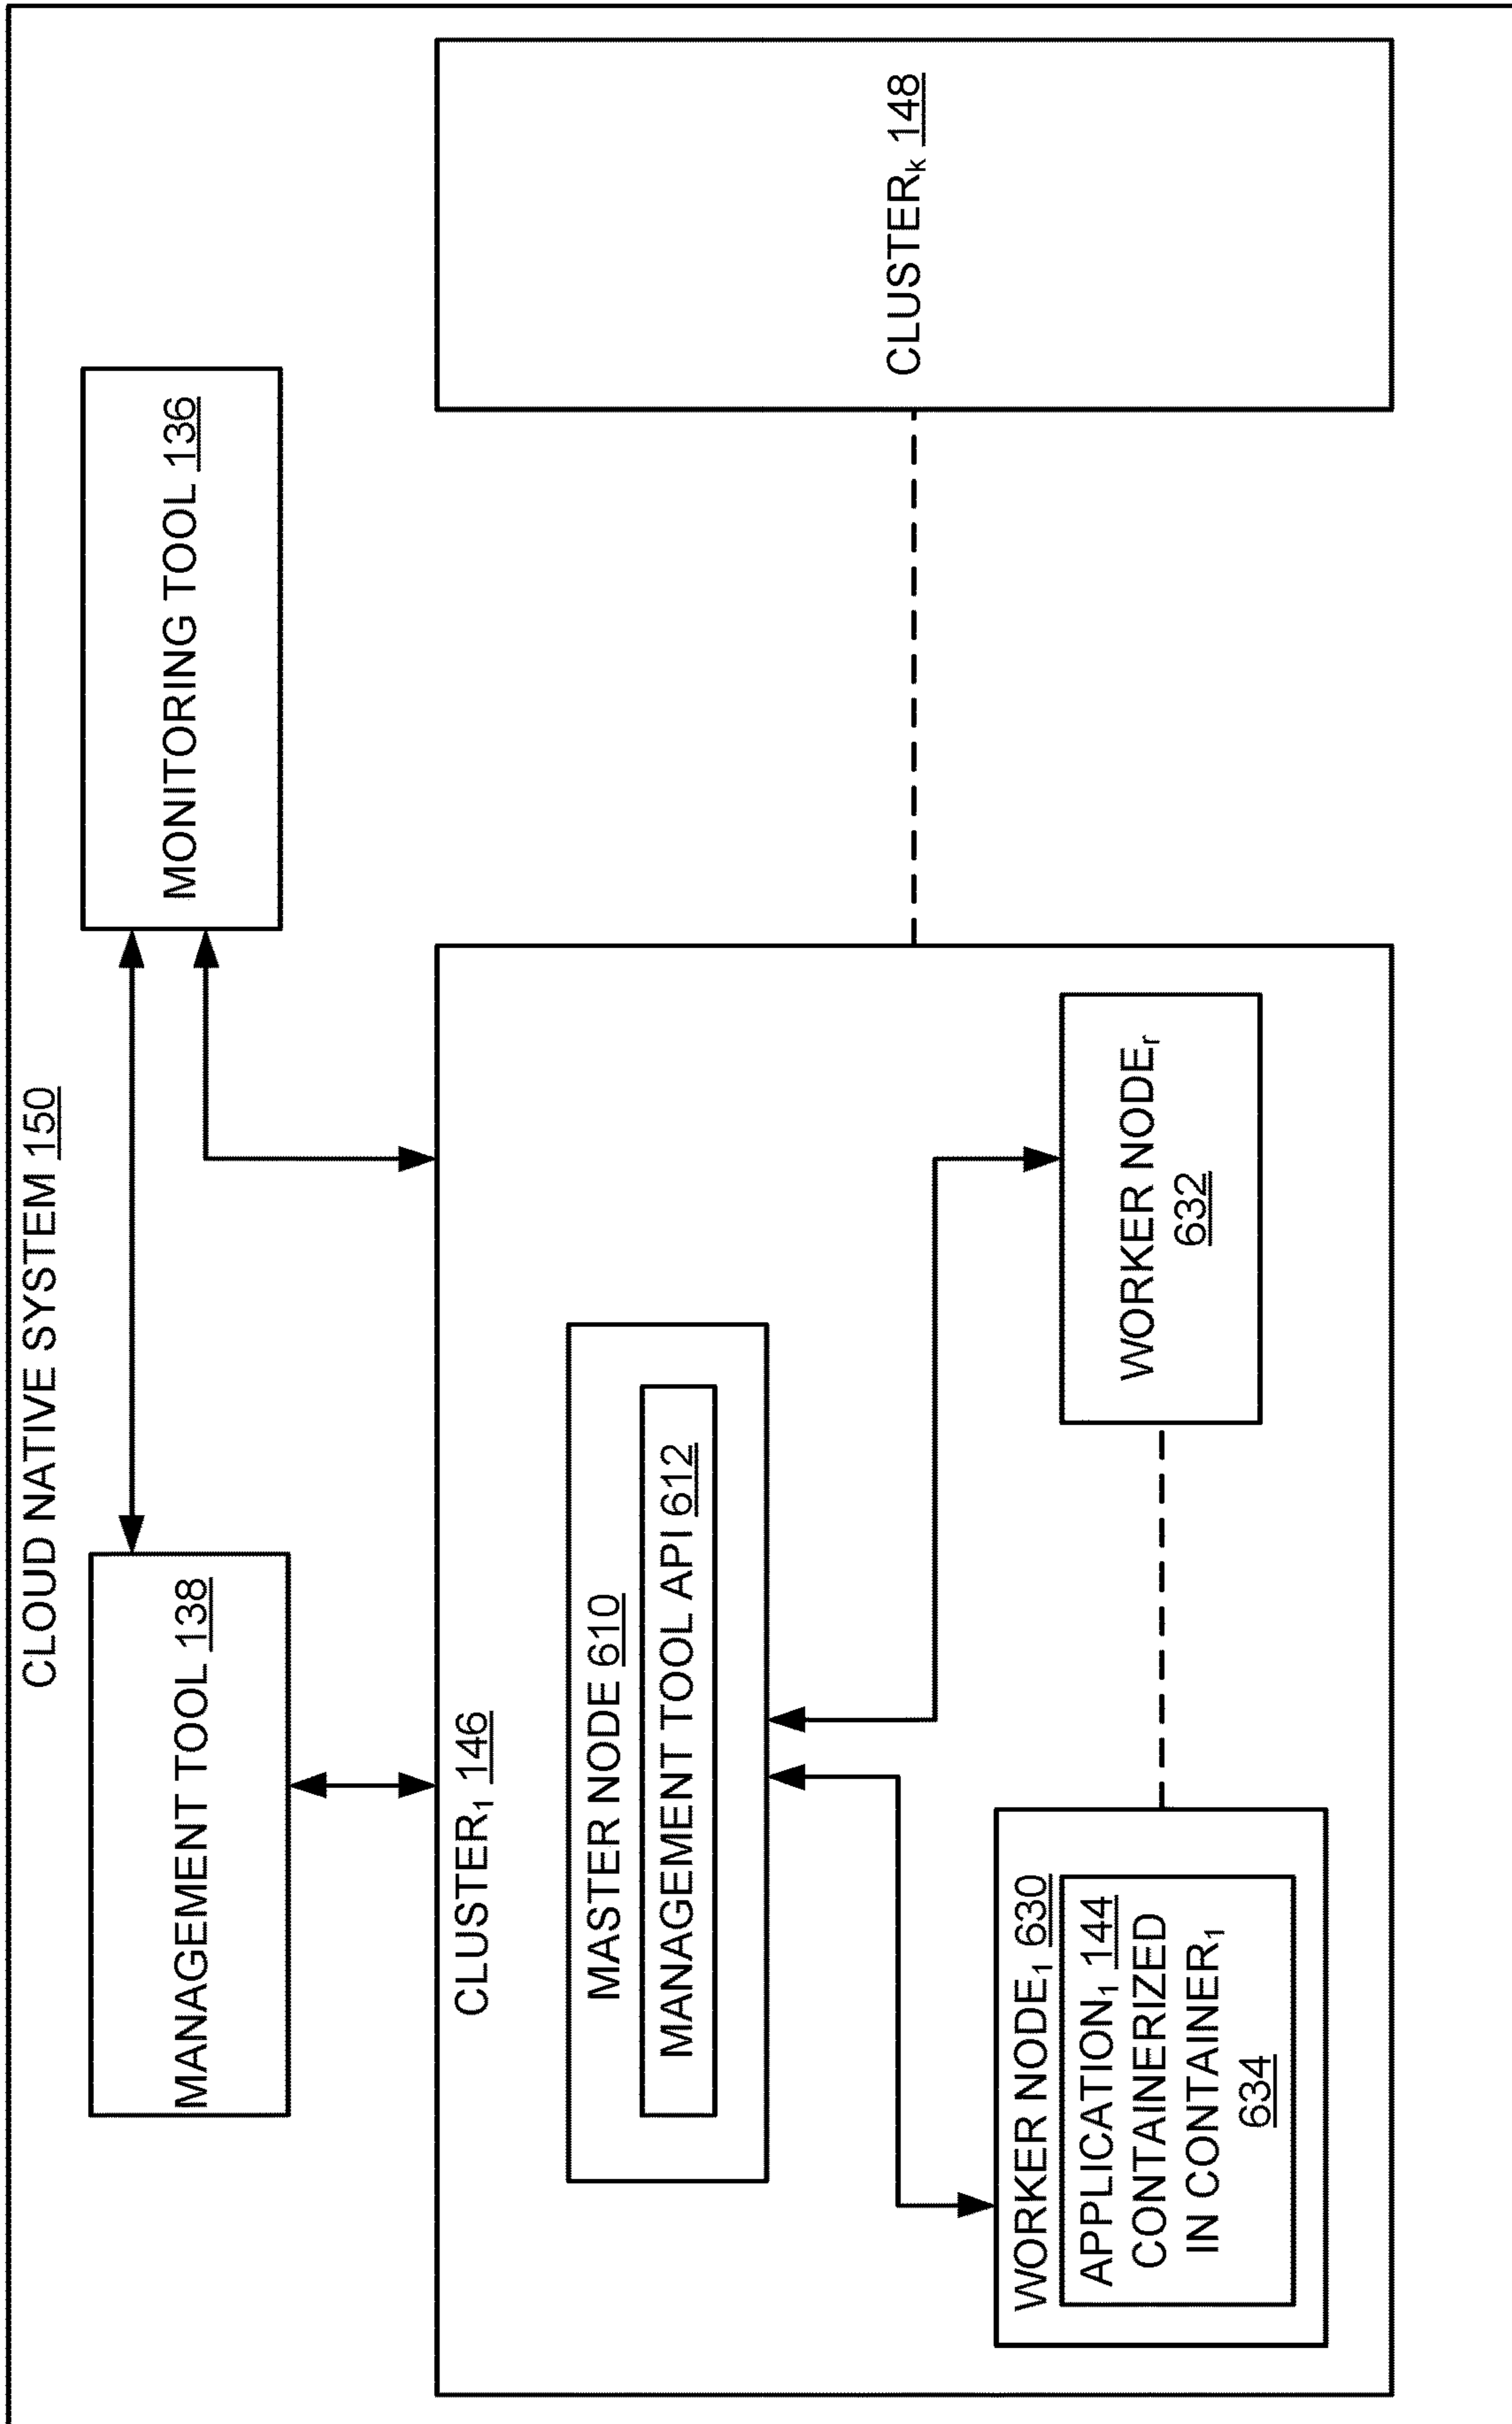 CLOUD NATIVE SYSTEM 150
MANAGEMENT TOOL 138
MONITORING TOOL 136
CLUSTER₁ 146
MASTER NODE 610
MANAGEMENT TOOL API 612
WORKER NODE₁ 630
APPLICATION₁ 144
CONTAINERIZED
IN CONTAINER₁
634
WORKER NODEᵣ
632
CLUSTERₖ 148